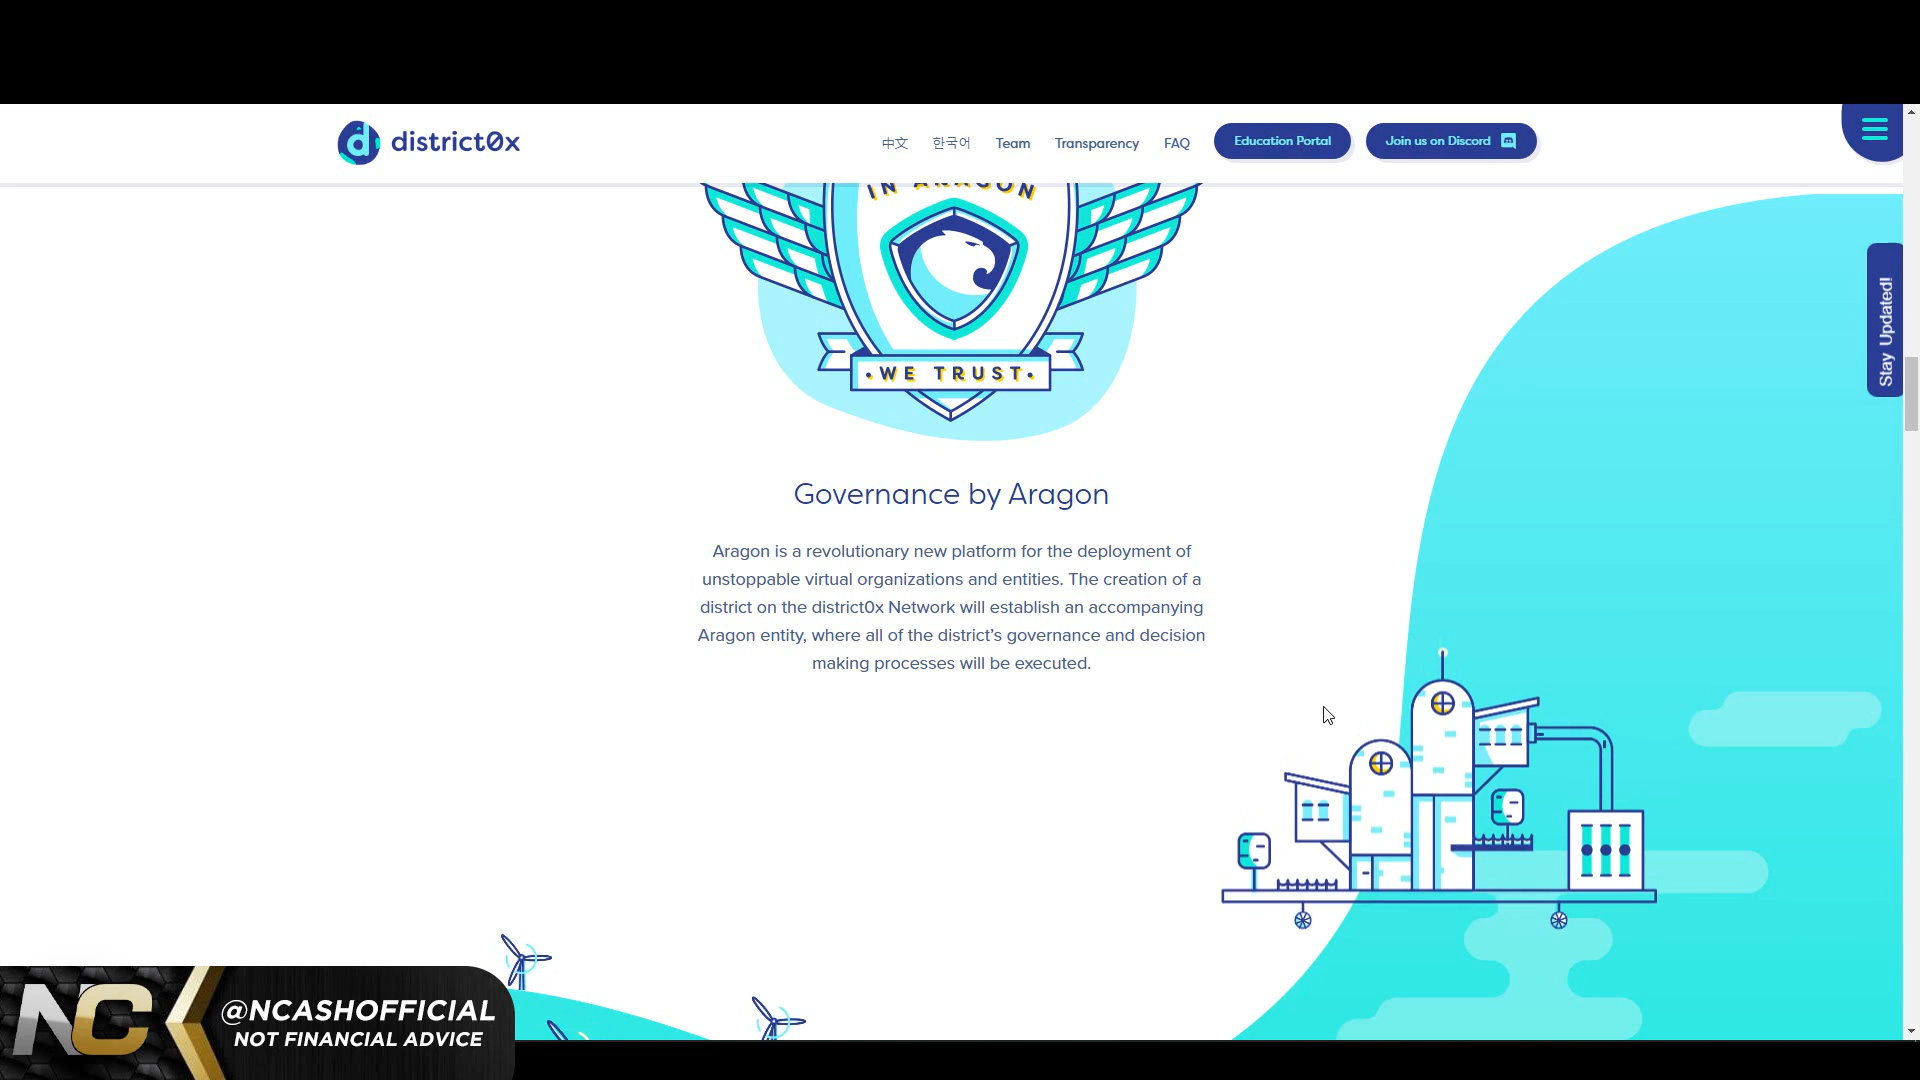 district0x
中文 한국어 Team Transparency FAQ Education Portal Join us on Discord
IN ARAGON
Stay Updated!
• WE TRUST •
Governance by Aragon
Aragon is a revolutionary new platform for the deployment of
unstoppable virtual organizations and entities. The creation of a
district on the district0x Network will establish an accompanying
Aragon entity, where all of the district's governance and decision
making processes will be executed.
NC
@NCASHOFFICIAL
NOT FINANCIAL ADVICE